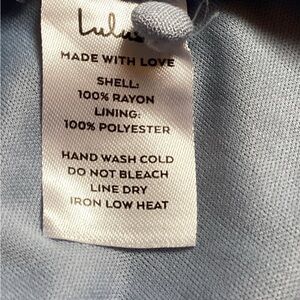 Lulus
MADE WITH LOVE
SHELL:
100% RAYON
LINING:
100% POLYESTER
HAND WASH COLD
DO NOT BLEACH
LINE DRY
IRON LOW HEAT